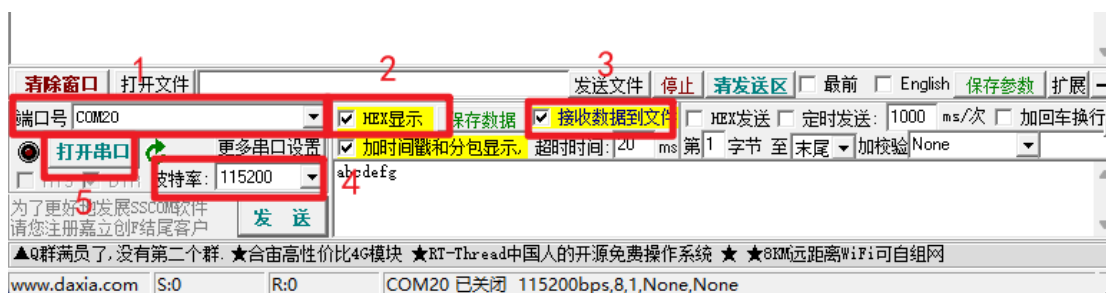 1 2 3
清除窗口 打开文件 发送文件 停止 清发送区 最前 English 保存参数 扩展
端口号 COM20 HEX显示 保存数据 接收数据到文件 HEX发送 定时发送: 1000 ms/次 加回车换行
打开串口 更多串口设置 加时间戳和分包显示, 超时时间: 20 ms 第1 字节 至 末尾 加校验 None
5 波特率: 115200 4 abcdefg
为了更好地发展SSCOM软件
请您注册嘉立创F结尾客户 发 送
▲Q群满员了,没有第二个群. ★合宙高性价比4G模块 ★RT-Thread中国人的开源免费操作系统 ★ ★8KM远距离WiFi可自组网
www.daxia.com S:0 R:0 COM20 已关闭 115200bps,8,1,None,None